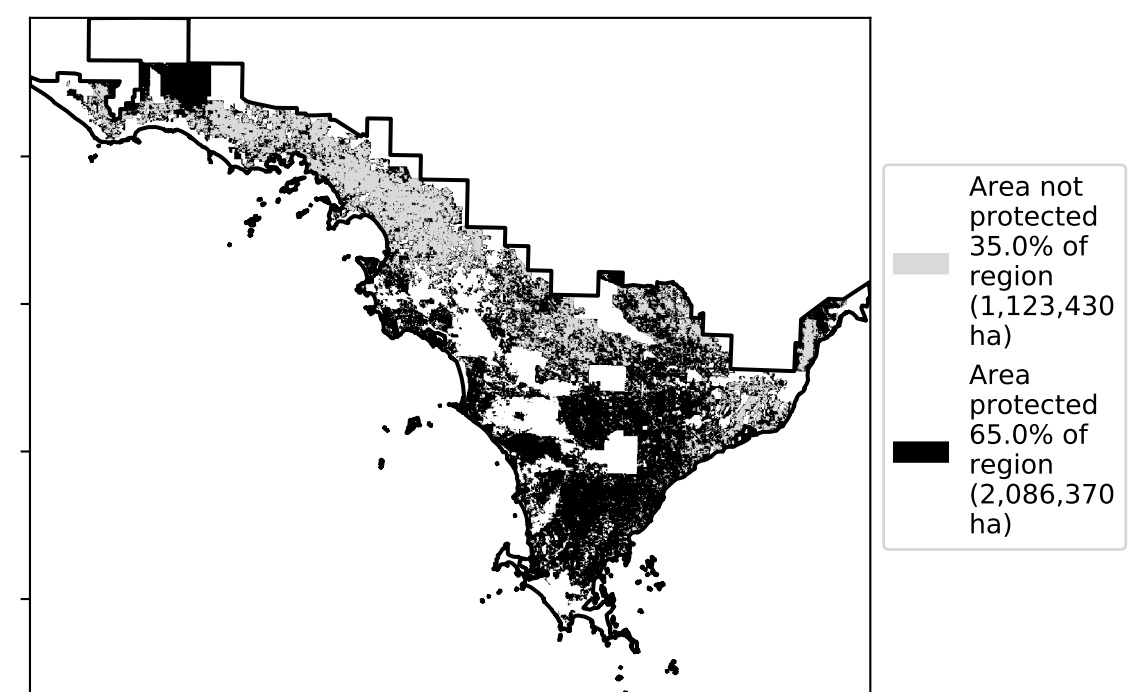 Area not
protected
35.0% of
region
(1,123,430
ha)
Area
protected
65.0% of
region
(2,086,370
ha)